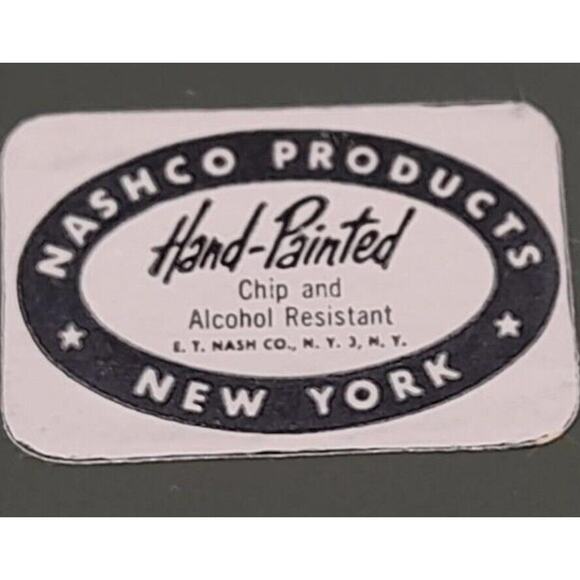 NASHCO PRODUCTS
Hand-Painted
Chip and
Alcohol Resistant
E. T. NASH CO., N. Y. 3, N. Y.
NEW YORK